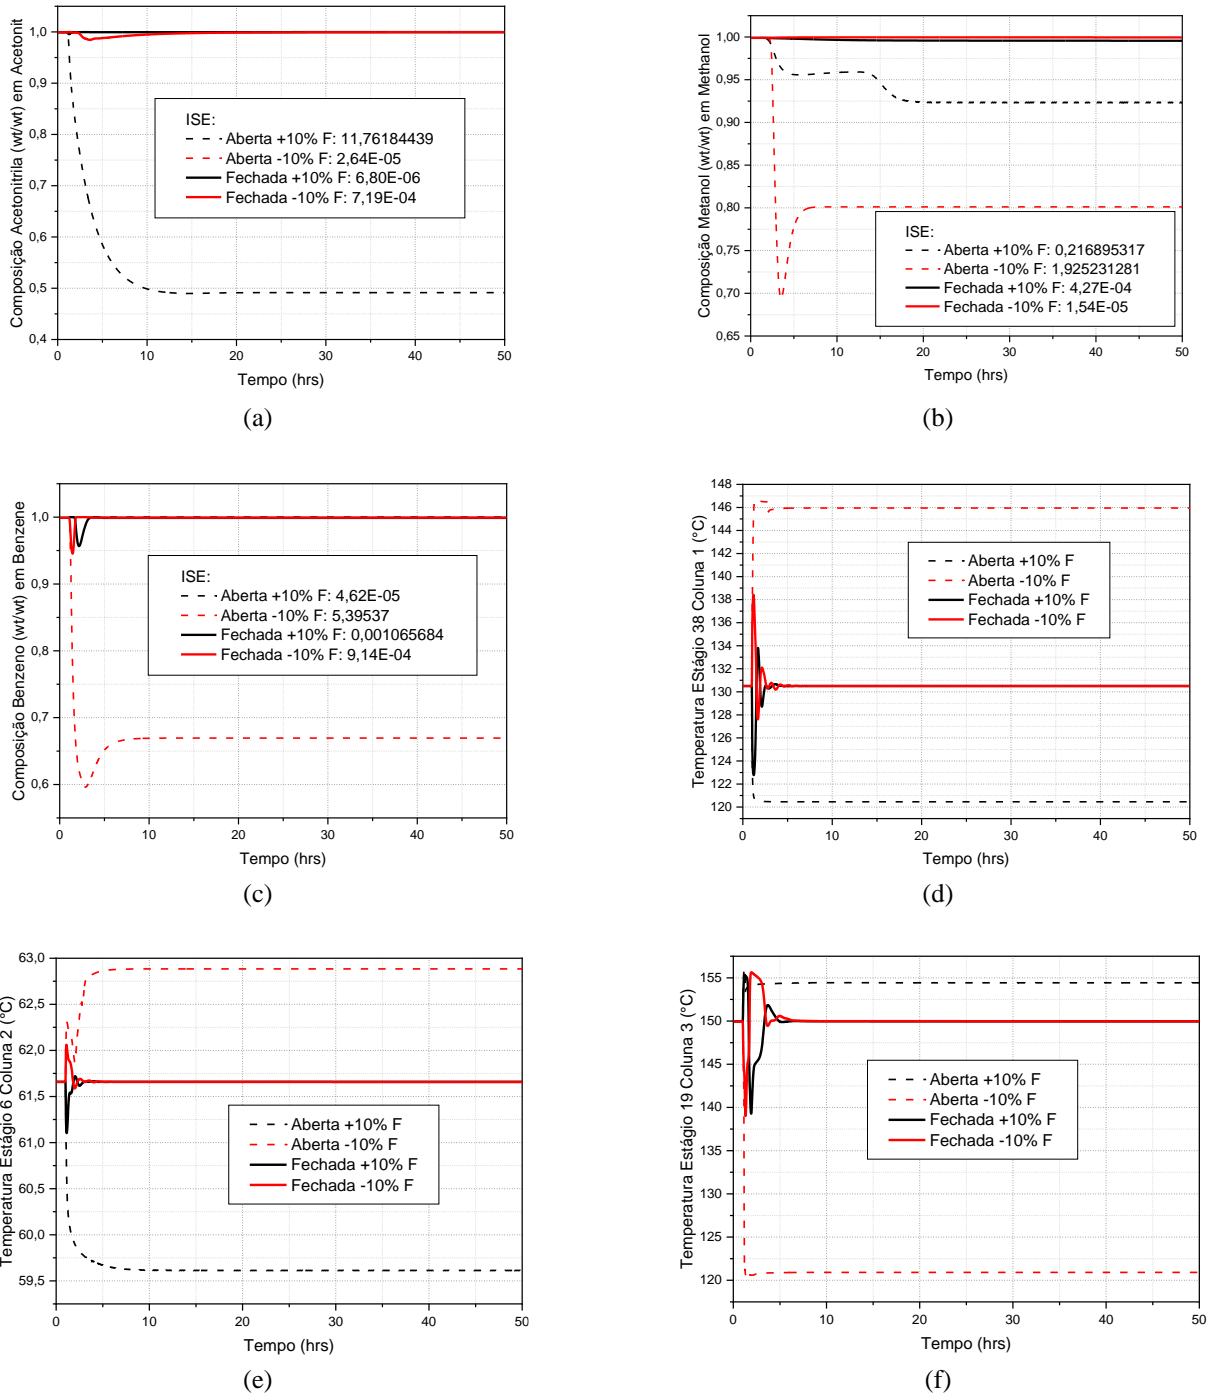 1,0
0,9
0,8
0,7
0,6
0,5
0,4
0
10
20
30
40
50
Composição Acetonitrila (wt/wt) em Acetonit
Tempo (hrs)
ISE:
Aberta +10% F: 11,76184439
Aberta -10% F: 2,64E-05
Fechada +10% F: 6,80E-06
Fechada -10% F: 7,19E-04
(a)
1,00
0,95
0,90
0,85
0,80
0,75
0,70
0,65
0
10
20
30
40
50
Composição Metanol (wt/wt) em Methanol
Tempo (hrs)
ISE:
Aberta +10% F: 0,216895317
Aberta -10% F: 1,925231281
Fechada +10% F: 4,27E-04
Fechada -10% F: 1,54E-05
(b)
1,0
0,9
0,8
0,7
0,6
0
10
20
30
40
50
Composição Benzeno (wt/wt) em Benzene
Tempo (hrs)
ISE:
Aberta +10% F: 4,62E-05
Aberta -10% F: 5,39537
Fechada +10% F: 0,001065684
Fechada -10% F: 9,14E-04
(c)
148
146
144
142
140
138
136
134
132
130
128
126
124
122
120
0
10
20
30
40
50
Temperatura EStágio 38 Coluna 1 (°C)
Tempo (hrs)
Aberta +10% F
Aberta -10% F
Fechada +10% F
Fechada -10% F
(d)
63,0
62,5
62,0
61,5
61,0
60,5
60,0
59,5
0
10
20
30
40
50
Temperatura Estágio 6 Coluna 2 (°C)
Tempo (hrs)
Aberta +10% F
Aberta -10% F
Fechada +10% F
Fechada -10% F
(e)
155
150
145
140
135
130
125
120
0
10
20
30
40
50
Temperatura Estágio 19 Coluna 3 (°C)
Tempo (hrs)
Aberta +10% F
Aberta -10% F
Fechada +10% F
Fechada -10% F
(f)